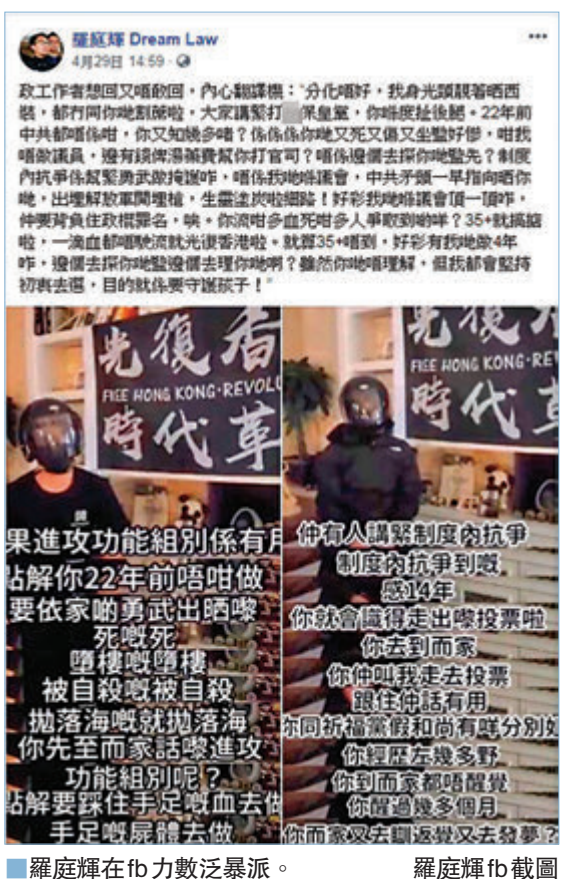 羅庭輝 Dream Law
4月29日 14:59
政工作者想回又唔敢回,內心翻譯機:"分化唔好,我身光頸靚著晒西
裝,都冇同你哋割蓆啦,大家講緊打 保皇黨,你咪度扯後腿。22年前
中共都唔係咁,你又知幾多啫?係係係你哋又死又傷又坐監好慘,咁我
唔做議員,邊有錢俾湯藥費幫你打官司?唔係邊個去探你哋監先?制度
內抗爭係幫緊勇武做掩護咋,唔係我哋喺議會,中共矛頭一早指向晒你
哋,出埋解放軍開埋槍,生靈塗炭啦細路!好彩我哋喺議會頂一頂咋,
仲要背負住政棍罪名,唉。你流咁多血死咁多人爭取到啲咩?35+就搞掂
啦,一滴血都唔駛流就光復香港啦。就算35+唔到,好彩有我哋做4年
咋,邊個去探你哋監邊個去理你哋啊?雖然你哋唔理解,但我都會堅持
初衷去選,目的就係要守護孩子!"
光復香
FREE HONG KONG·REVOLU
時代革
果進攻功能組別係有用
點解你22年前唔咁做
要依家啲勇武出晒嚟
死嘅死
墮樓嘅墮樓
被自殺嘅被自殺
拋落海嘅就拋落海
你先至而家話嚟進攻
功能組別呢?
點解要踩住手足嘅血去做
手足嘅屍體去做
光復香
FREE HONG KONG·RE
時代
仲有人講緊制度內抗爭
制度內抗爭到嘅
感14年
你就會識得走出嚟投票啦
你去到而家
你仲叫我走去投票
跟住仲話有用
你同祈福黨假和尚有咩分別
你經歷左幾多野
你到而家都唔醒覺
你醒過幾多個月
你而家又去瞓返覺又去發夢?
羅庭輝在fb力數泛暴派。
羅庭輝fb截圖